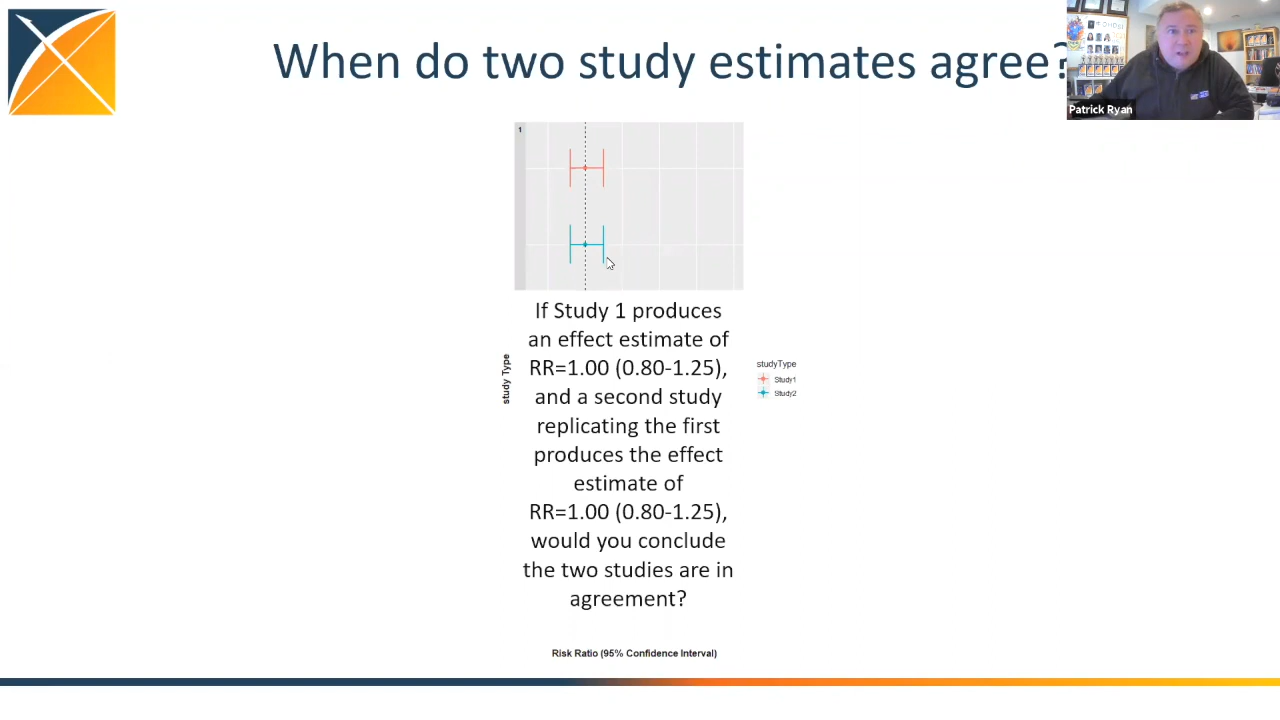 When do two study estimates agree?
Patrick Ryan
1
If Study 1 produces
an effect estimate of
RR=1.00 (0.80-1.25),
and a second study
replicating the first
produces the effect
estimate of
RR=1.00 (0.80-1.25),
would you conclude
the two studies are in
agreement?
study Type
studyType
Study1
Study2
Risk Ratio (95% Confidence Interval)